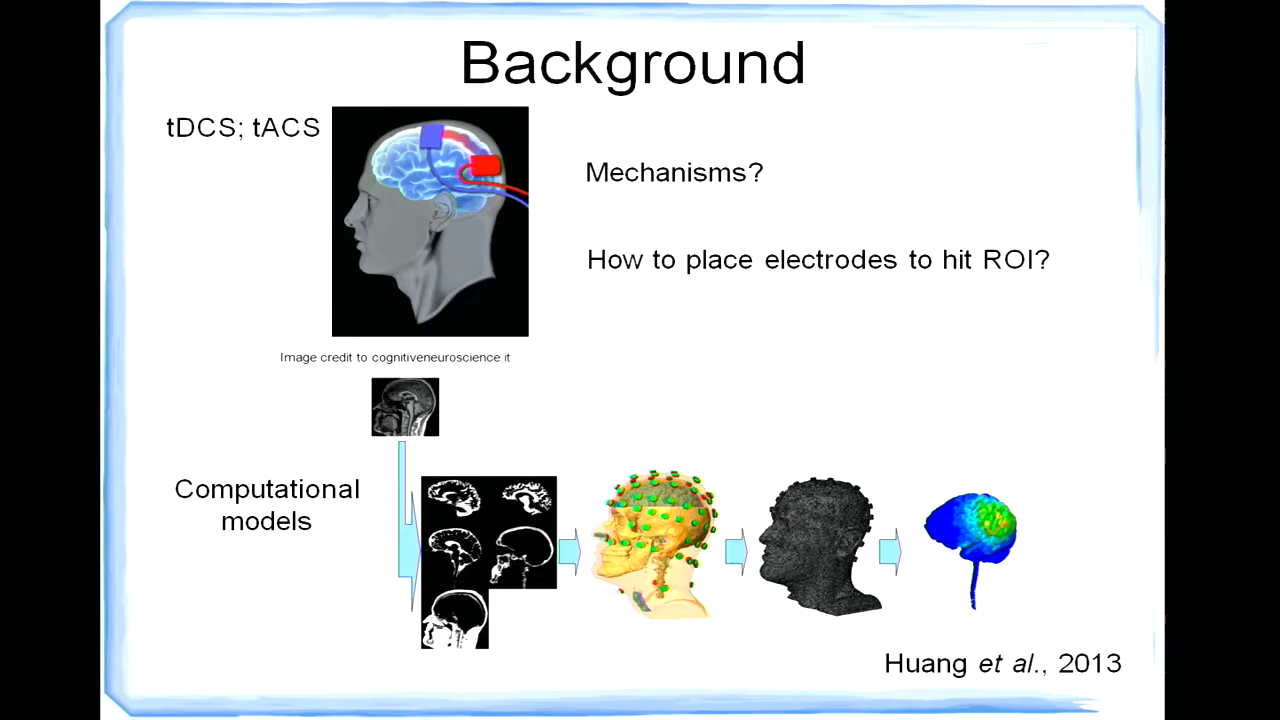 Background
tDCS; tACS
Mechanisms?
How to place electrodes to hit ROI?
Image credit to cognitiveneuroscience.it
Computational
models
Huang et al., 2013